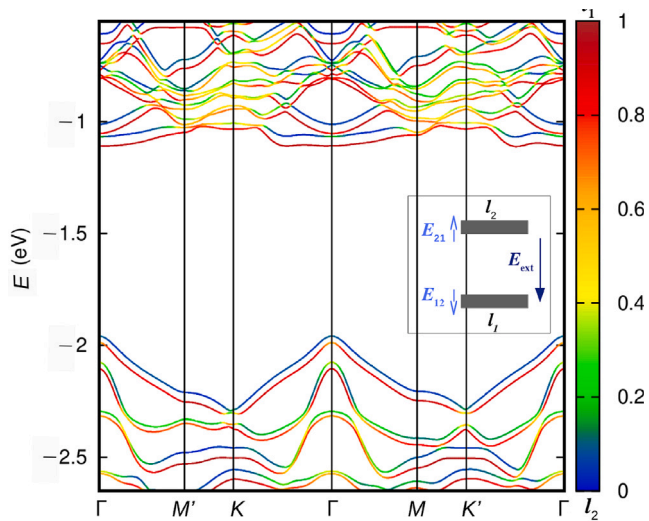 l₁
1
0.8
0.6
0.4
0.2
0
l₂
E (eV)
−1
−1.5
−2
−2.5
Γ M' K Γ M K' Γ
l₂
E₂₁
E_ext
E₁₂
l₁